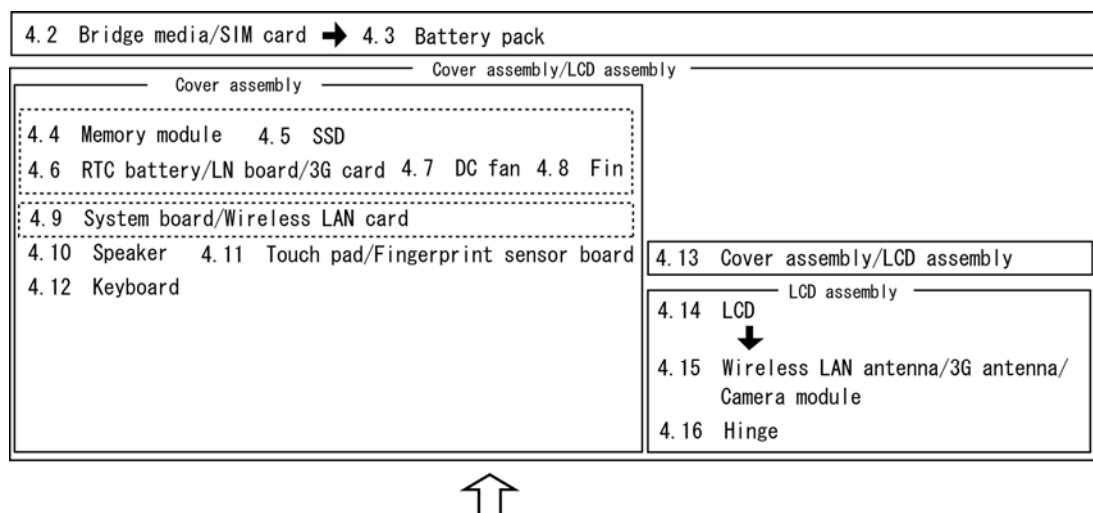 4.2 Bridge media/SIM card ➡ 4.3 Battery pack
Cover assembly/LCD assembly
Cover assembly
4.4 Memory module 4.5 SSD
4.6 RTC battery/LN board/3G card 4.7 DC fan 4.8 Fin
4.9 System board/Wireless LAN card
4.10 Speaker 4.11 Touch pad/Fingerprint sensor board
4.12 Keyboard
4.13 Cover assembly/LCD assembly
LCD assembly
4.14 LCD
4.15 Wireless LAN antenna/3G antenna/
Camera module
4.16 Hinge